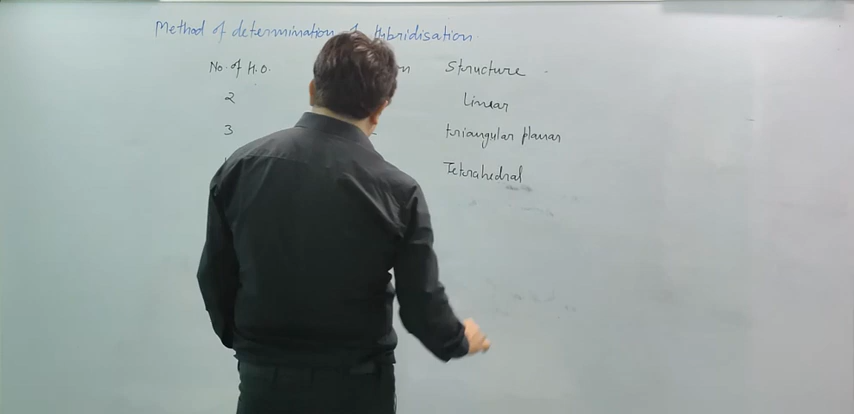 Method of determination of Hybridisation
No. of H.O. Structure
2 Linear
3 triangular planar
Tetrahedral